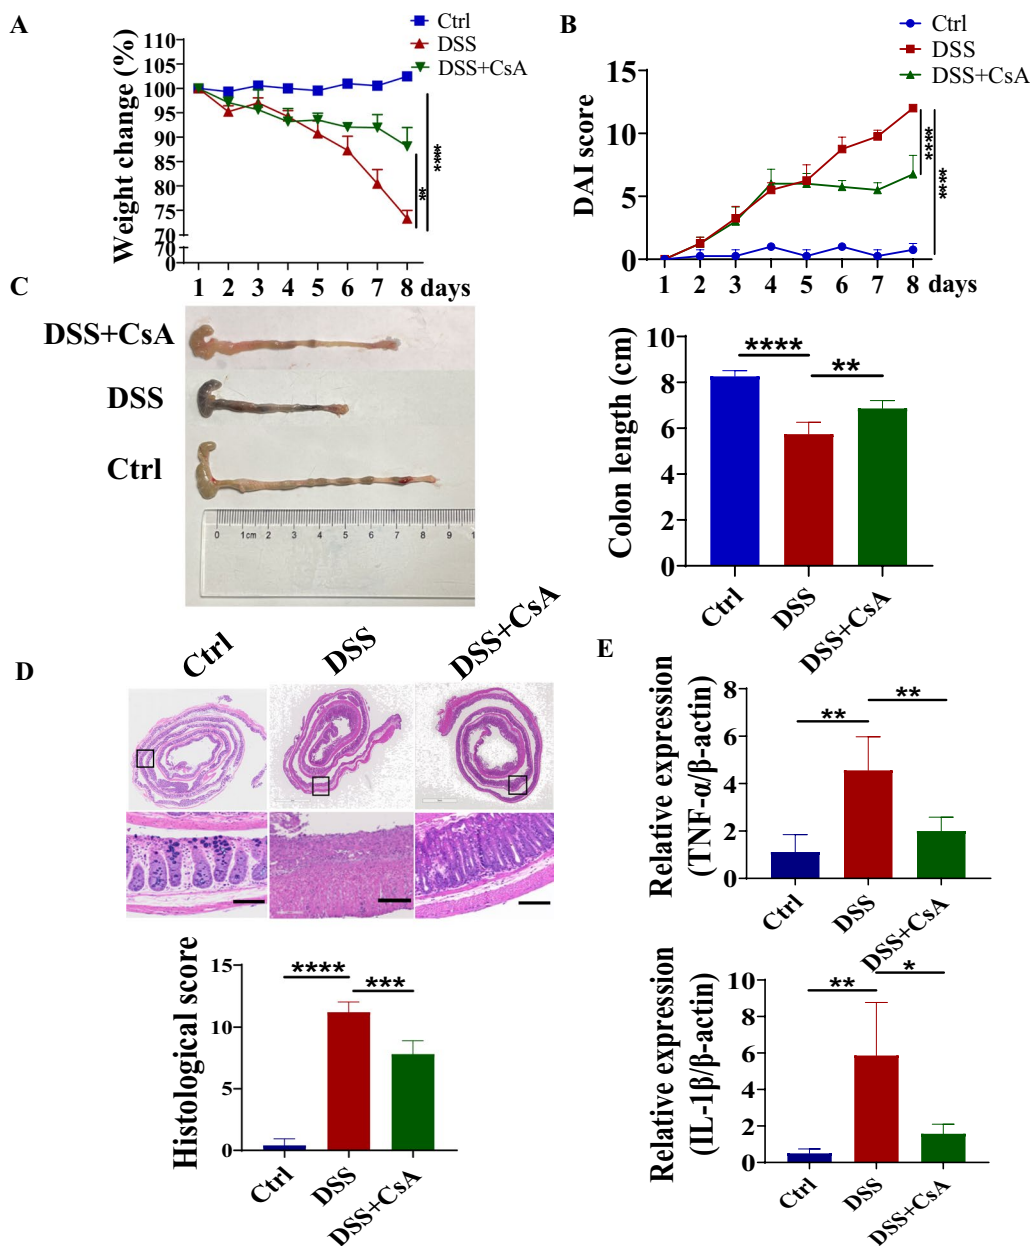 A
Ctrl
DSS
DSS+CsA
Weight change (%)
110
105
100
95
90
85
80
75
70
70
0
1 2 3 4 5 6 7 8 days
****
**
B
Ctrl
DSS
DSS+CsA
DAI score
15
10
5
0
1 2 3 4 5 6 7 8 days
****
***
C
DSS+CsA
DSS
Ctrl
0 1cm 2 3 4 5 6 7 8 9 1
Colon length (cm)
10
8
6
4
2
0
****
**
Ctrl
DSS
DSS+CsA
D
Ctrl
DSS
DSS+CsA
Histological score
15
10
5
0
****
***
Ctrl
DSS
DSS+CsA
E
Relative expression
(TNF-α/β-actin)
8
6
4
2
0
**
**
Ctrl
DSS
DSS+CsA
Relative expression
(IL-1β/β-actin)
10
8
6
4
2
0
**
*
Ctrl
DSS
DSS+CsA